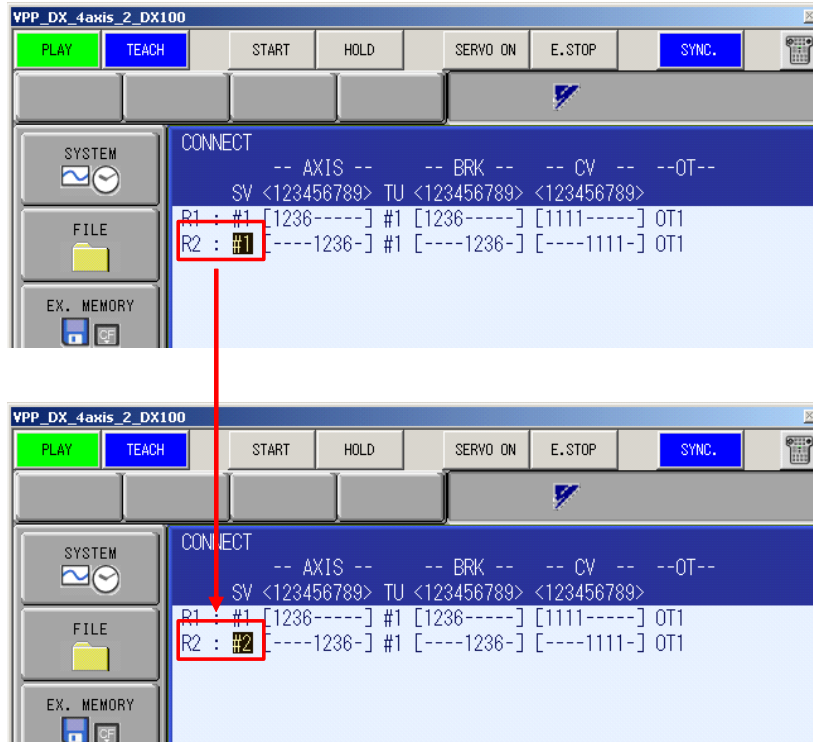 VPP_DX_4axis_2_DX100
PLAY TEACH START HOLD SERVO ON E.STOP SYNC.
SYSTEM
FILE
EX. MEMORY
CF
CONNECT
-- AXIS -- -- BRK -- -- CV -- --OT--
SV <123456789> TU <123456789> <123456789>
R1 : #1 [1236-----] #1 [1236-----] [1111-----] OT1
R2 : #1 [----1236-] #1 [----1236-] [----1111-] OT1
VPP_DX_4axis_2_DX100
PLAY TEACH START HOLD SERVO ON E.STOP SYNC.
SYSTEM
FILE
EX. MEMORY
CF
CONNECT
-- AXIS -- -- BRK -- -- CV -- --OT--
SV <123456789> TU <123456789> <123456789>
R1 : #1 [1236-----] #1 [1236-----] [1111-----] OT1
R2 : #2 [----1236-] #1 [----1236-] [----1111-] OT1